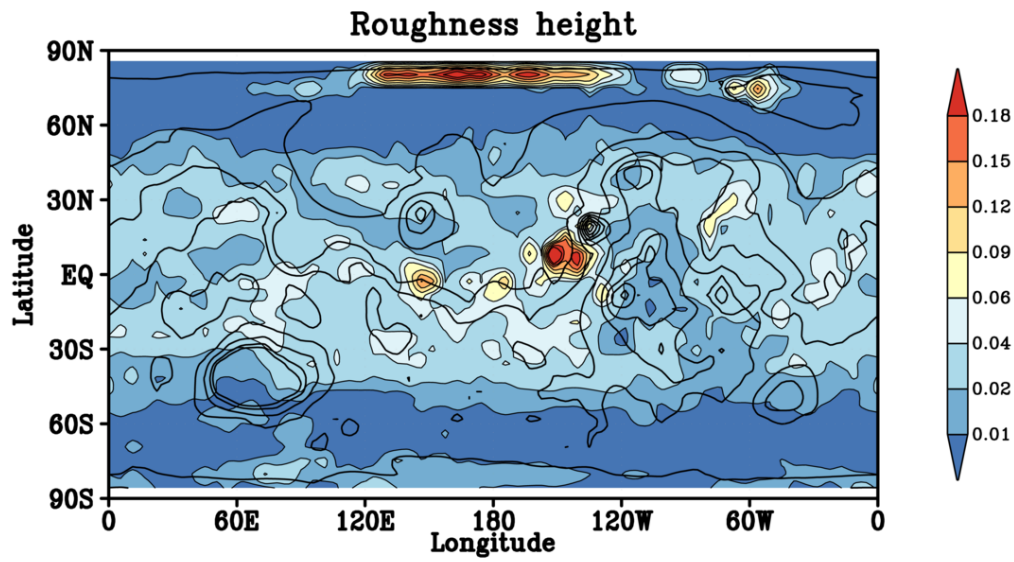 Roughness height
90N
60N
30N
EQ
30S
60S
90S
Latitude
0 60E 120E 180 120W 60W 0
Longitude
0.18
0.15
0.12
0.09
0.06
0.04
0.02
0.01